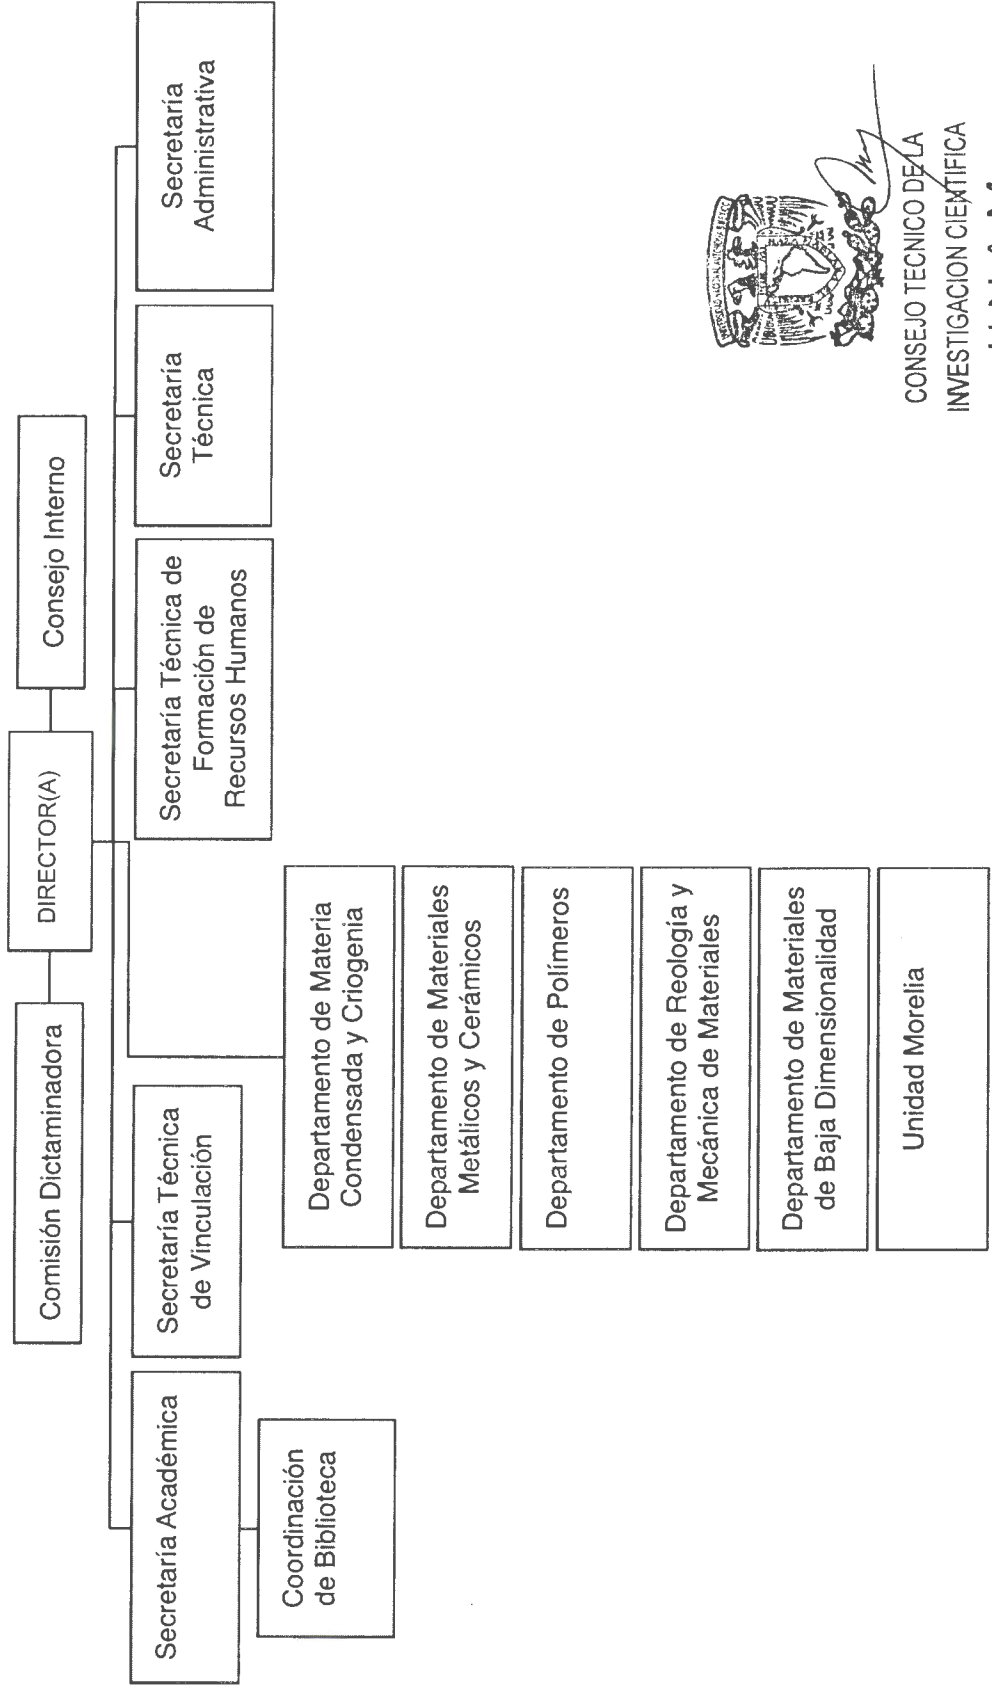 DIRECTOR(A)
Comisión Dictaminadora
Consejo Interno
Secretaría Académica
Secretaría Técnica
de Vinculación
Secretaría Técnica de
Formación de
Recursos Humanos
Secretaría
Técnica
Secretaría
Administrativa
Coordinación
de Biblioteca
Departamento de Materia
Condensada y Criogenia
Departamento de Materiales
Metálicos y Cerámicos
Departamento de Polímeros
Departamento de Reología y
Mecánica de Materiales
Departamento de Materiales
de Baja Dimensionalidad
Unidad Morelia
CONSEJO TECNICO DE LA
INVESTIGACION CIENTIFICA